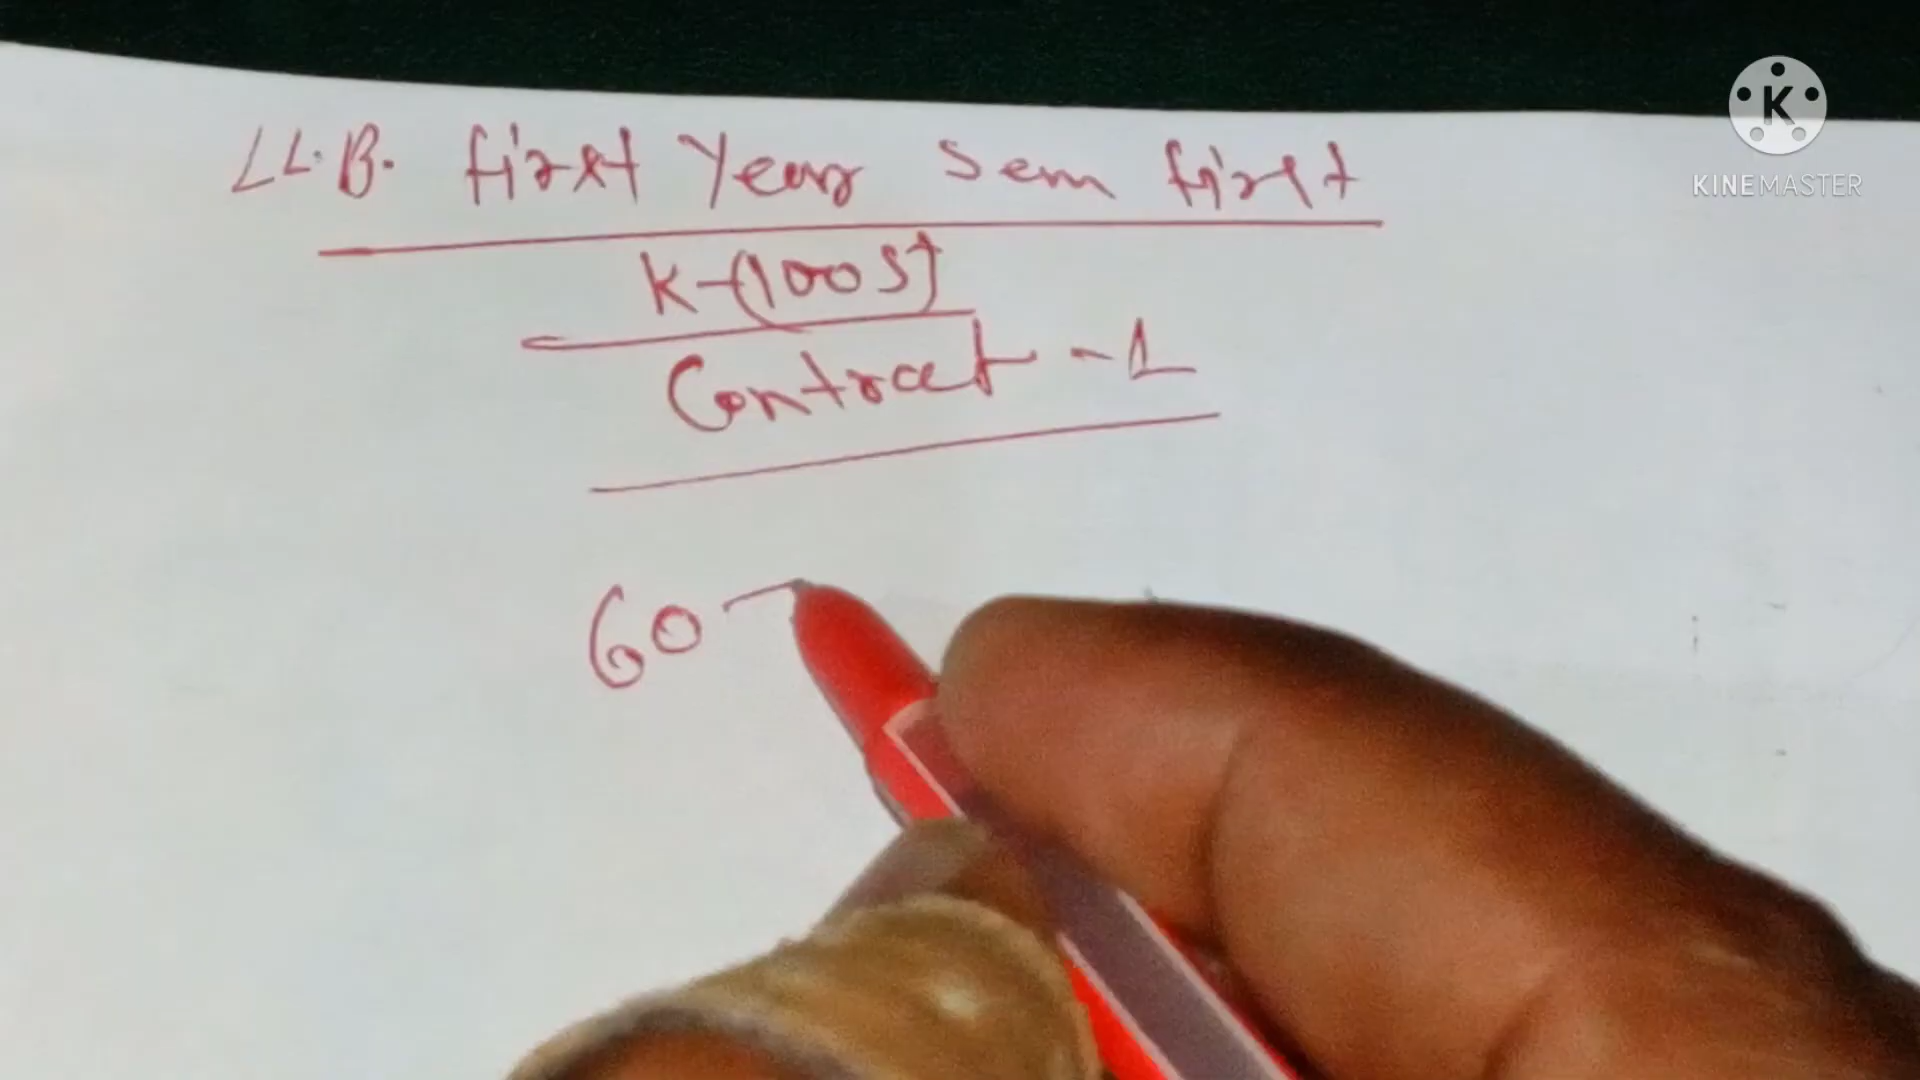 LL.B. first Year Sem first
K-(1005)
Contract - 1
60
K
KINEMASTER